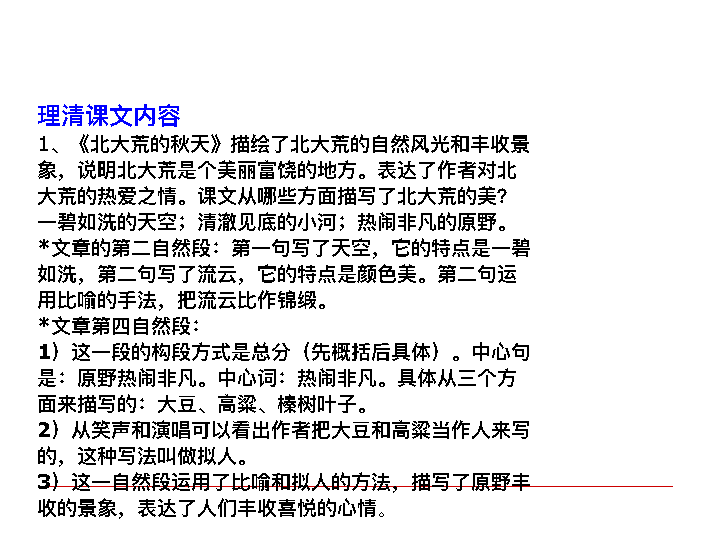 理清课文内容
1、《北大荒的秋天》描绘了北大荒的自然风光和丰收景
象，说明北大荒是个美丽富饶的地方。表达了作者对北
大荒的热爱之情。课文从哪些方面描写了北大荒的美？
一碧如洗的天空；清澈见底的小河；热闹非凡的原野。
*文章的第二自然段：第一句写了天空，它的特点是一碧
如洗，第二句写了流云，它的特点是颜色美。第二句运
用比喻的手法，把流云比作锦缎。
*文章第四自然段：
1）这一段的构段方式是总分（先概括后具体）。中心句
是：原野热闹非凡。中心词：热闹非凡。具体从三个方
面来描写的：大豆、高粱、榛树叶子。
2）从笑声和演唱可以看出作者把大豆和高粱当作人来写
的，这种写法叫做拟人。
3）这一自然段运用了比喻和拟人的方法，描写了原野丰
收的景象，表达了人们丰收喜悦的心情。